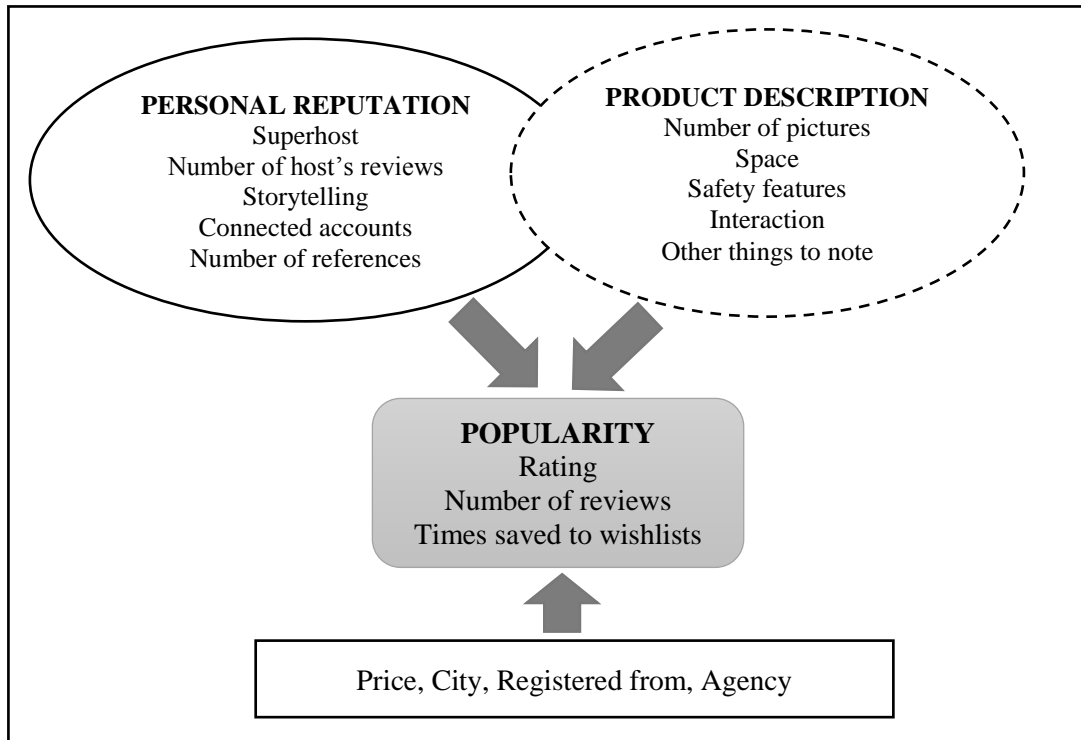 PERSONAL REPUTATION
Superhost
Number of host's reviews
Storytelling
Connected accounts
Number of references
PRODUCT DESCRIPTION
Number of pictures
Space
Safety features
Interaction
Other things to note
POPULARITY
Rating
Number of reviews
Times saved to wishlists
Price, City, Registered from, Agency